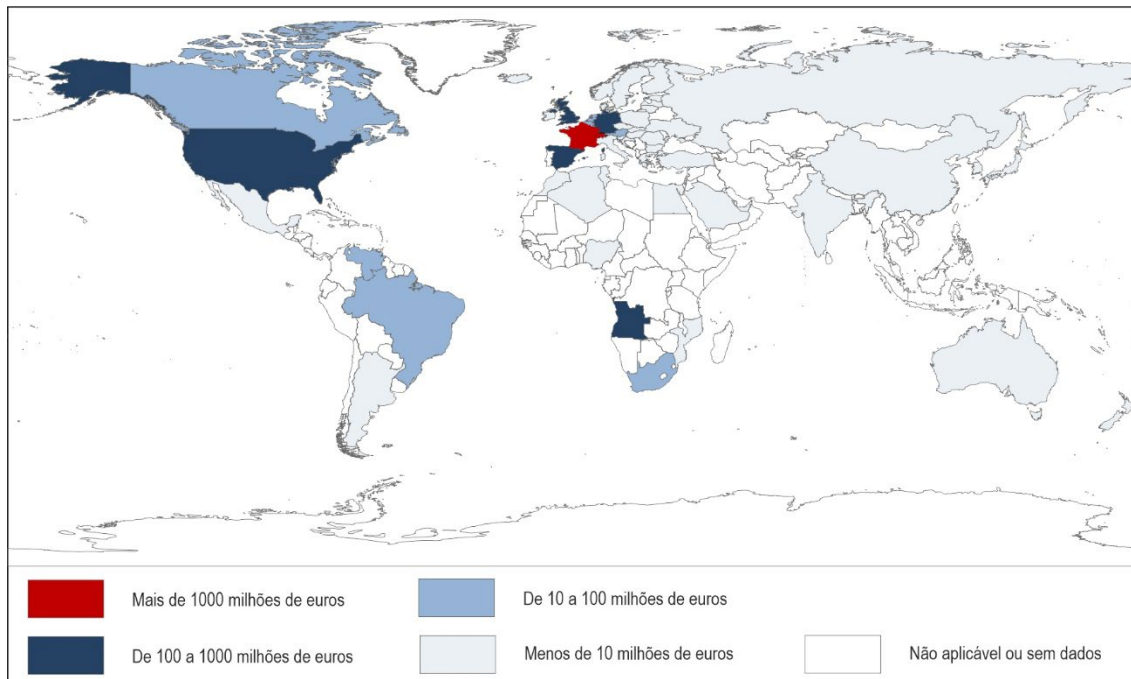 Mais de 1000 milhões de euros
De 10 a 100 milhões de euros
De 100 a 1000 milhões de euros
Menos de 10 milhões de euros
Não aplicável ou sem dados